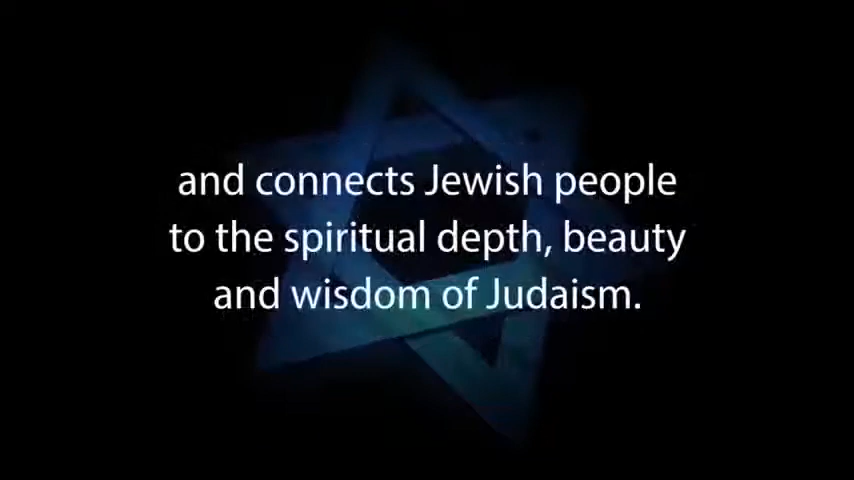 and connects Jewish people
to the spiritual depth, beauty
and wisdom of Judaism.